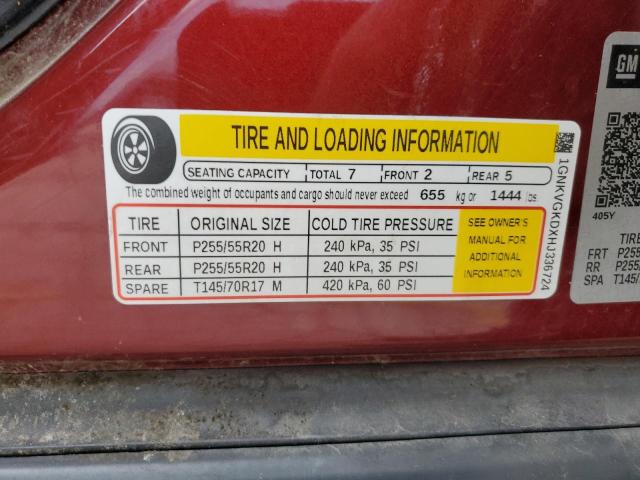 TIRE AND LOADING INFORMATION
SEATING CAPACITY TOTAL 7 FRONT 2 REAR 5
The combined weight of occupants and cargo should never exceed 655 kg or 1444 lbs.
TIRE ORIGINAL SIZE COLD TIRE PRESSURE
FRONT P255/55R20 H 240 kPa, 35 PSI
REAR P255/55R20 H 240 kPa, 35 PSI
SPARE T145/70R17 M 420 kPa, 60 PSI
SEE OWNER'S
MANUAL FOR
ADDITIONAL
INFORMATION
1GNKVGKDXHJ336724
GM
405Y
TIRE
FRT P255
RR P255/
SPA T145/